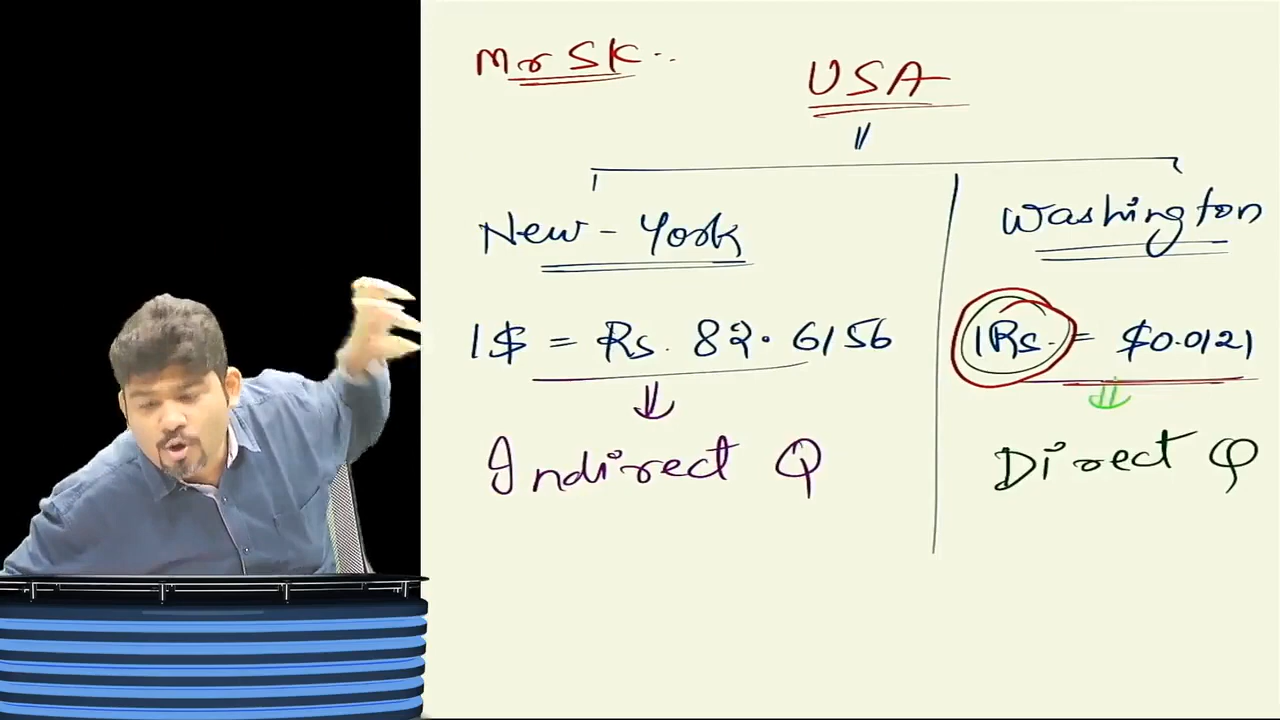 Mr SK..
USA
New-York
1$ = Rs. 82.6156
Indirect Q
Washington
1Rs. = $0.0121
Direct Q